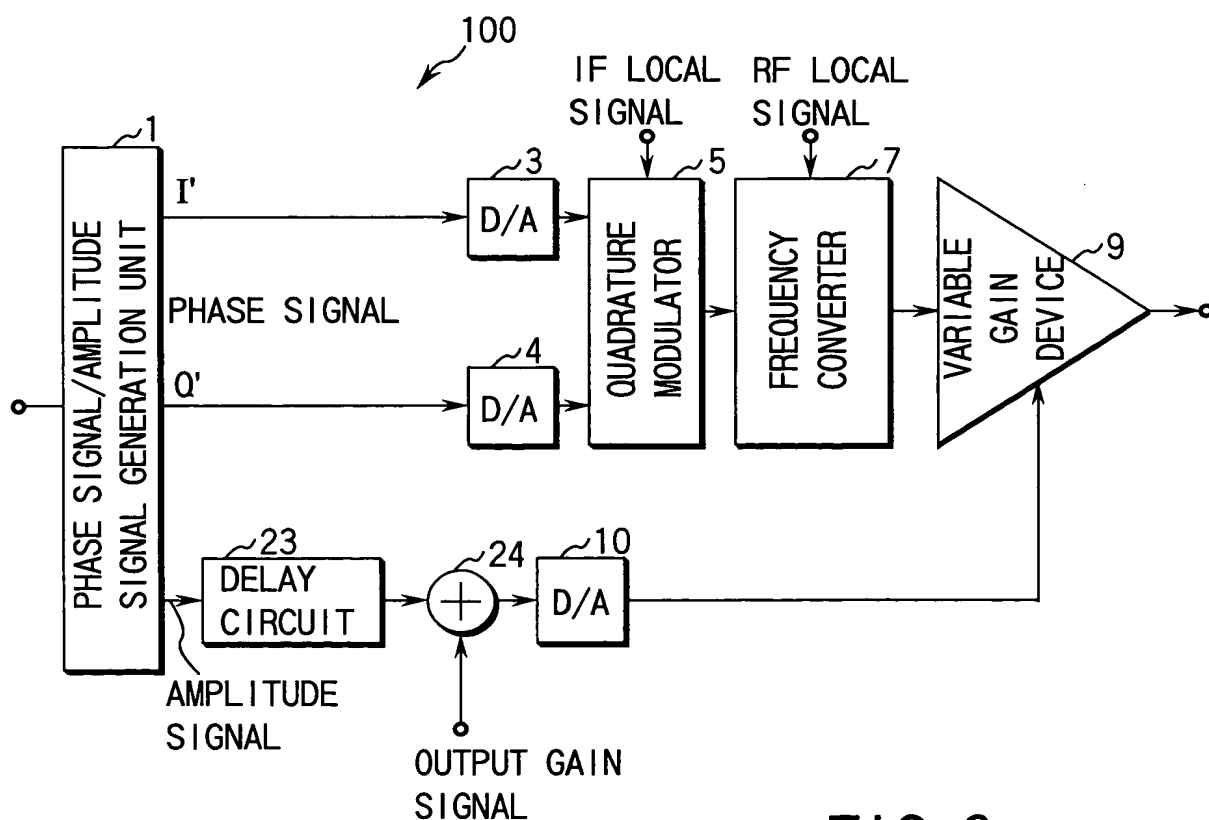 100
IF LOCAL
SIGNAL
RF LOCAL
SIGNAL
1
PHASE SIGNAL/AMPLITUDE
SIGNAL GENERATION UNIT
I'
PHASE SIGNAL
Q'
3
D/A
4
D/A
5
QUADRATURE
MODULATOR
7
FREQUENCY
CONVERTER
9
VARIABLE
GAIN
DEVICE
23
DELAY
CIRCUIT
24
+
10
D/A
AMPLITUDE
SIGNAL
OUTPUT GAIN
SIGNAL